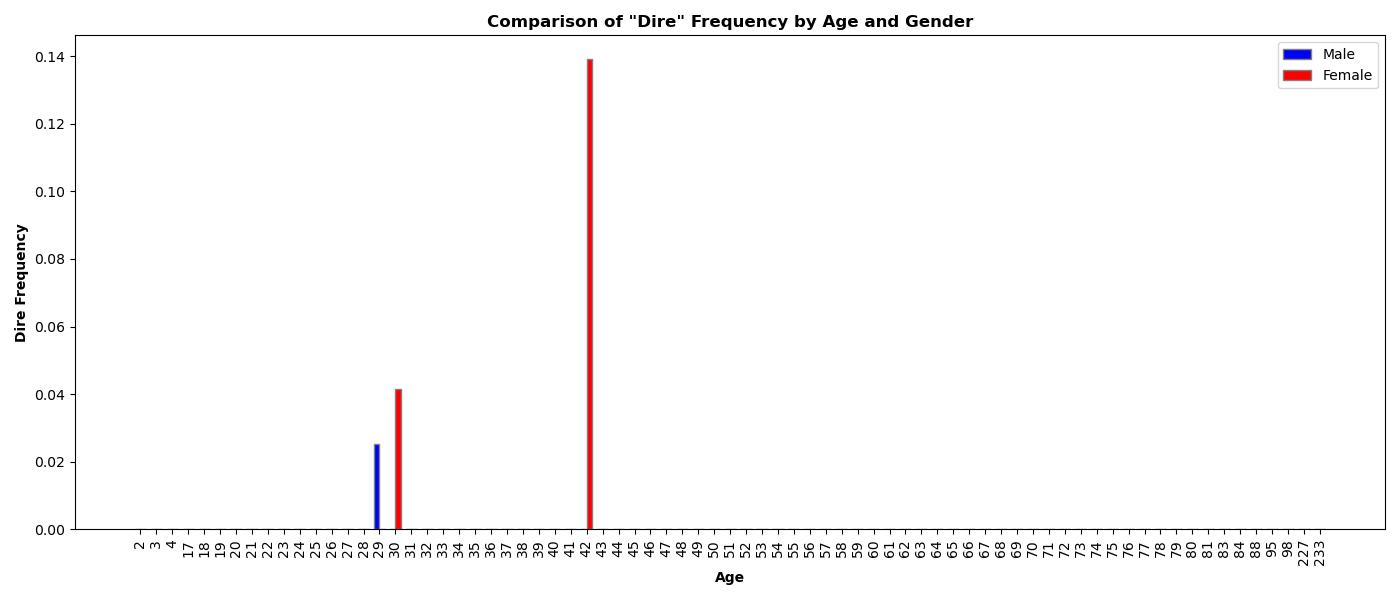 Comparison of "Dire" Frequency by Age and Gender
Male
Female
Dire Frequency
0.14
0.12
0.10
0.08
0.06
0.04
0.02
0.00
2 3 4 17 18 19 20 21 22 23 24 25 26 27 28 29 30 31 32 33 34 35 36 37 38 39 40 41 42 43 44 45 46 47 48 49 50 51 52 53 54 55 56 57 58 59 60 61 62 63 64 65 66 67 68 69 70 71 72 73 74 75 76 77 78 79 80 81 83 84 88 95 98 227 233
Age